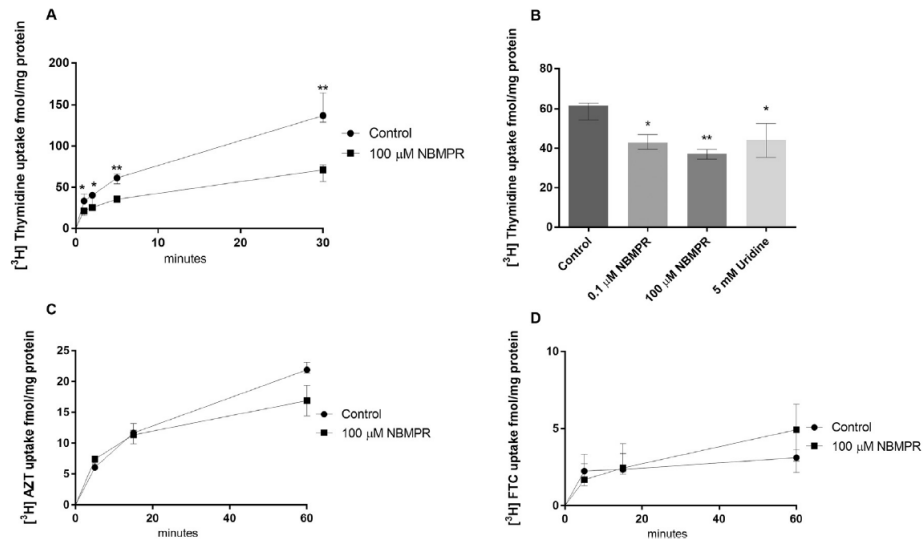 A
[³H] Thymidine uptake fmol/mg protein
200
150
100
50
0
*
*
**
**
0
10
20
30
minutes
Control
100 μM NBMPR
B
[³H] Thymidine uptake fmol/mg protein
80
60
40
20
0
*
**
*
Control
0.1 μM NBMPR
100 μM NBMPR
5 mM Uridine
C
[³H] AZT uptake fmol/mg protein
25
20
15
10
5
0
0
20
40
60
minutes
Control
100 μM NBMPR
D
[³H] FTC uptake fmol/mg protein
10
5
0
0
20
40
60
minutes
Control
100 μM NBMPR